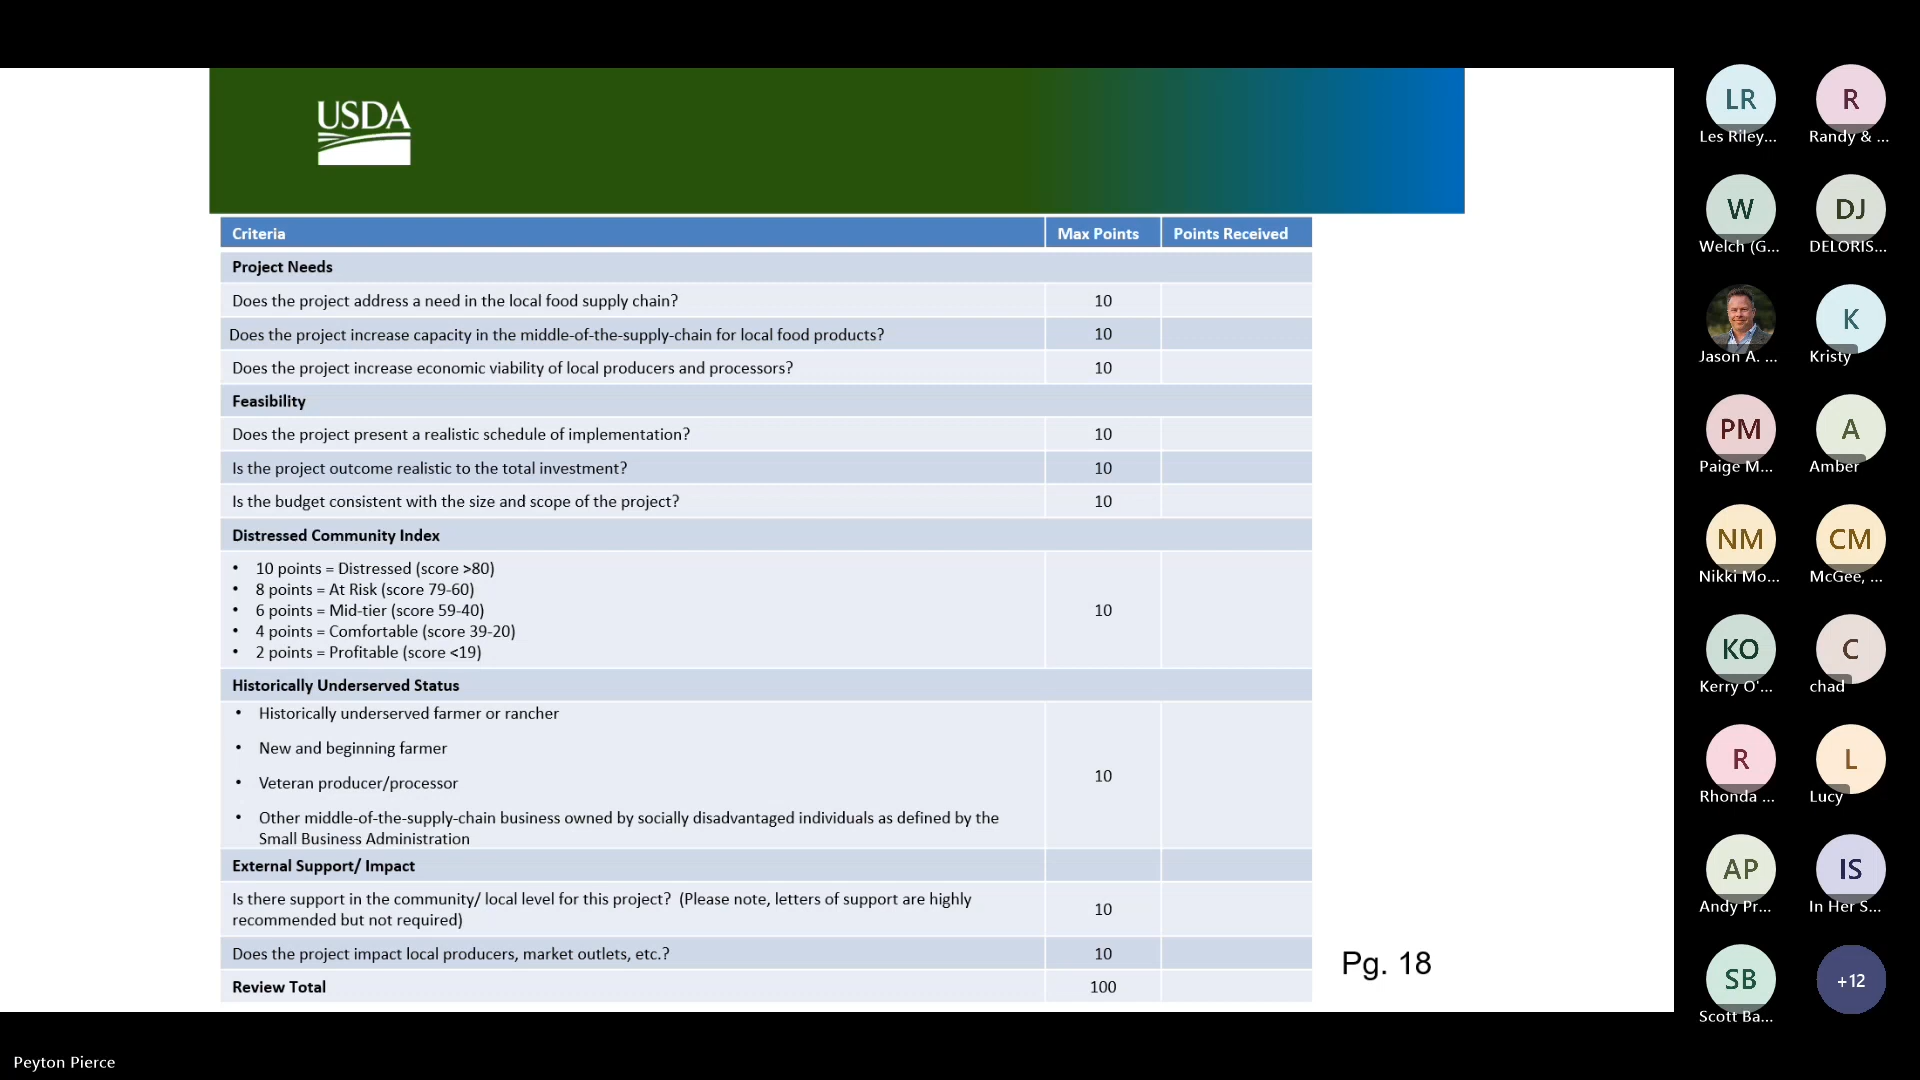 USDA
Criteria Max Points Points Received
Project Needs
Does the project address a need in the local food supply chain? 10
Does the project increase capacity in the middle-of-the-supply-chain for local food products? 10
Does the project increase economic viability of local producers and processors? 10
Feasibility
Does the project present a realistic schedule of implementation? 10
Is the project outcome realistic to the total investment? 10
Is the budget consistent with the size and scope of the project? 10
Distressed Community Index
• 10 points = Distressed (score >80)
• 8 points = At Risk (score 79-60)
• 6 points = Mid-tier (score 59-40) 10
• 4 points = Comfortable (score 39-20)
• 2 points = Profitable (score <19)
Historically Underserved Status
• Historically underserved farmer or rancher
• New and beginning farmer
10
• Veteran producer/processor
• Other middle-of-the-supply-chain business owned by socially disadvantaged individuals as defined by the
Small Business Administration
External Support/ Impact
Is there support in the community/ local level for this project? (Please note, letters of support are highly
recommended but not required) 10
Does the project impact local producers, market outlets, etc.? 10
Review Total 100
Pg. 18
LR R
Les Riley... Randy & ...
W DJ
Welch (G... DELORIS...
K
Jason A. ... Kristy
PM A
Paige M... Amber
NM CM
Nikki Mo... McGee, ...
KO C
Kerry O'... chad
R L
Rhonda ... Lucy
AP IS
Andy Pr... In Her S...
SB +12
Scott Ba...
Peyton Pierce